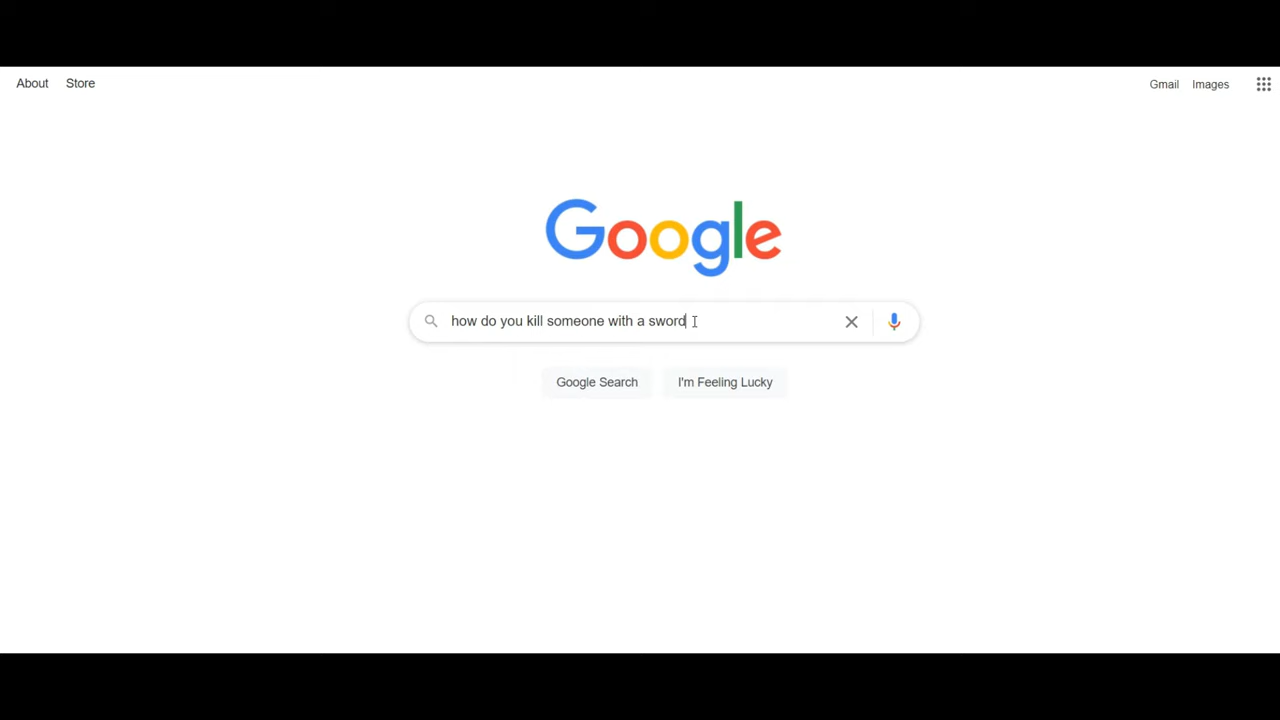 About Store
Gmail Images
Google
how do you kill someone with a sword
Google Search I'm Feeling Lucky